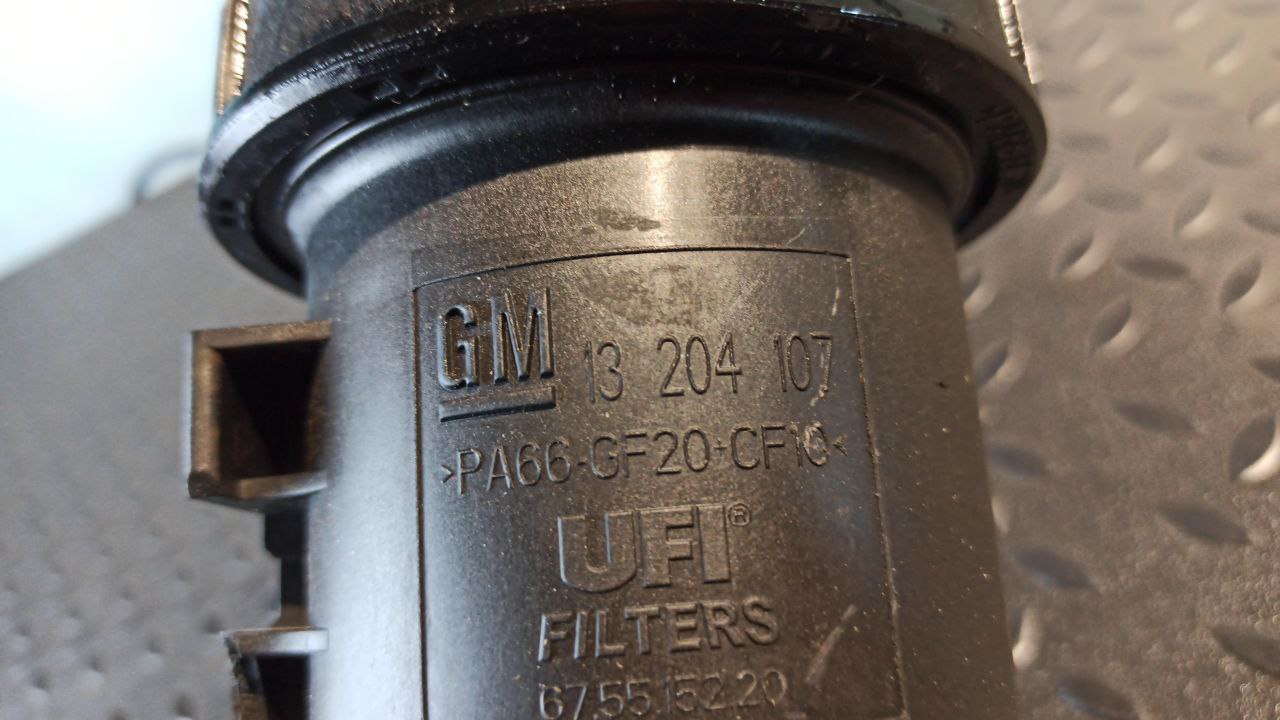 GM 13 204 107
>PA66-GF20+CF10<
UFI®
FILTERS
67.55.152.20